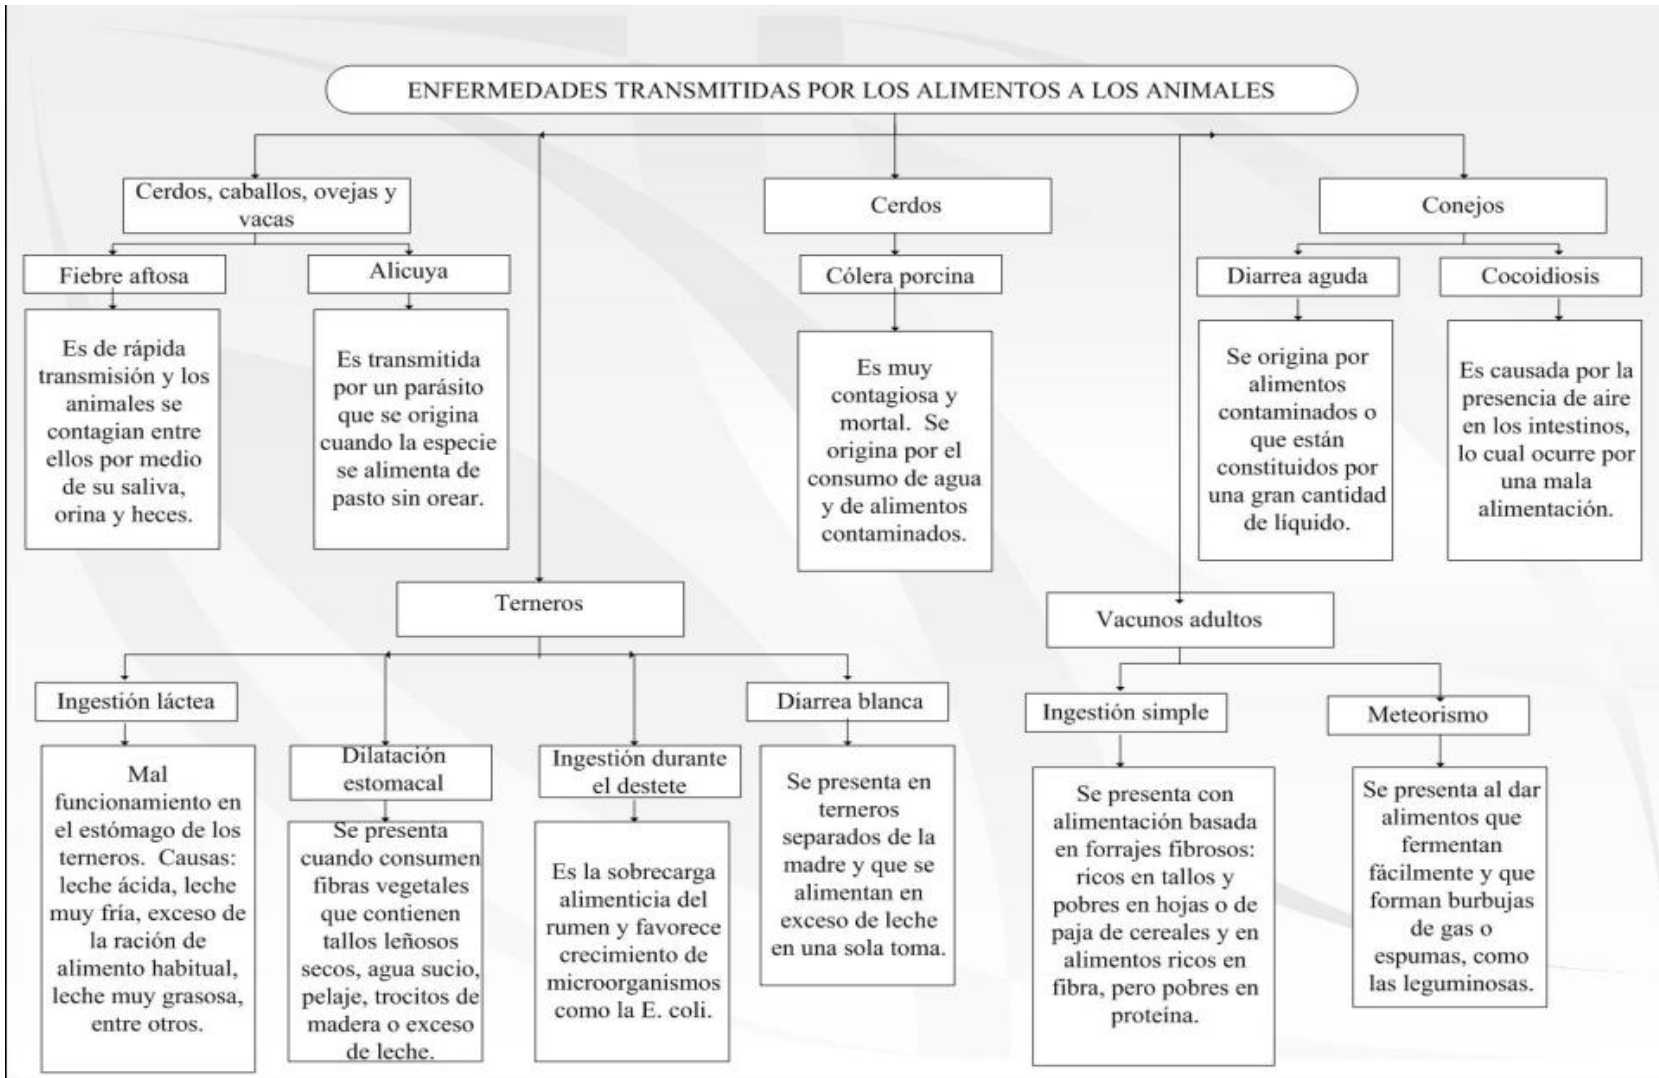 ENFERMEDADES TRANSMITIDAS POR LOS ALIMENTOS A LOS ANIMALES
Cerdos, caballos, ovejas y
vacas
Fiebre aftosa
Es de rápida
transmisión y los
animales se
contagian entre
ellos por medio
de su saliva,
orina y heces.
Alicuya
Es transmitida
por un parásito
que se origina
cuando la especie
se alimenta de
pasto sin orear.
Cerdos
Cólera porcina
Es muy
contagiosa y
mortal. Se
origina por el
consumo de agua
y de alimentos
contaminados.
Conejos
Diarrea aguda
Se origina por
alimentos
contaminados o
que están
constituidos por
una gran cantidad
de líquido.
Cocoidiosis
Es causada por la
presencia de aire
en los intestinos,
lo cual ocurre por
una mala
alimentación.
Terneros
Ingestión láctea
Mal
funcionamiento en
el estómago de los
terneros. Causas:
leche ácida, leche
muy fría, exceso de
la ración de
alimento habitual,
leche muy grasosa,
entre otros.
Dilatación
estomacal
Se presenta
cuando consumen
fibras vegetales
que contienen
tallos leñosos
secos, agua sucio,
pelaje, trocitos de
madera o exceso
de leche.
Ingestión durante
el destete
Es la sobrecarga
alimenticia del
rumen y favorece
crecimiento de
microorganismos
como la E. coli.
Diarrea blanca
Se presenta en
terneros
separados de la
madre y que se
alimentan en
exceso de leche
en una sola toma.
Vacunos adultos
Ingestión simple
Se presenta con
alimentación basada
en forrajes fibrosos:
ricos en tallos y
pobres en hojas o de
paja de cereales y en
alimentos ricos en
fibra, pero pobres en
proteína.
Meteorismo
Se presenta al dar
alimentos que
fermentan
fácilmente y que
forman burbujas
de gas o
espumas, como
las leguminosas.